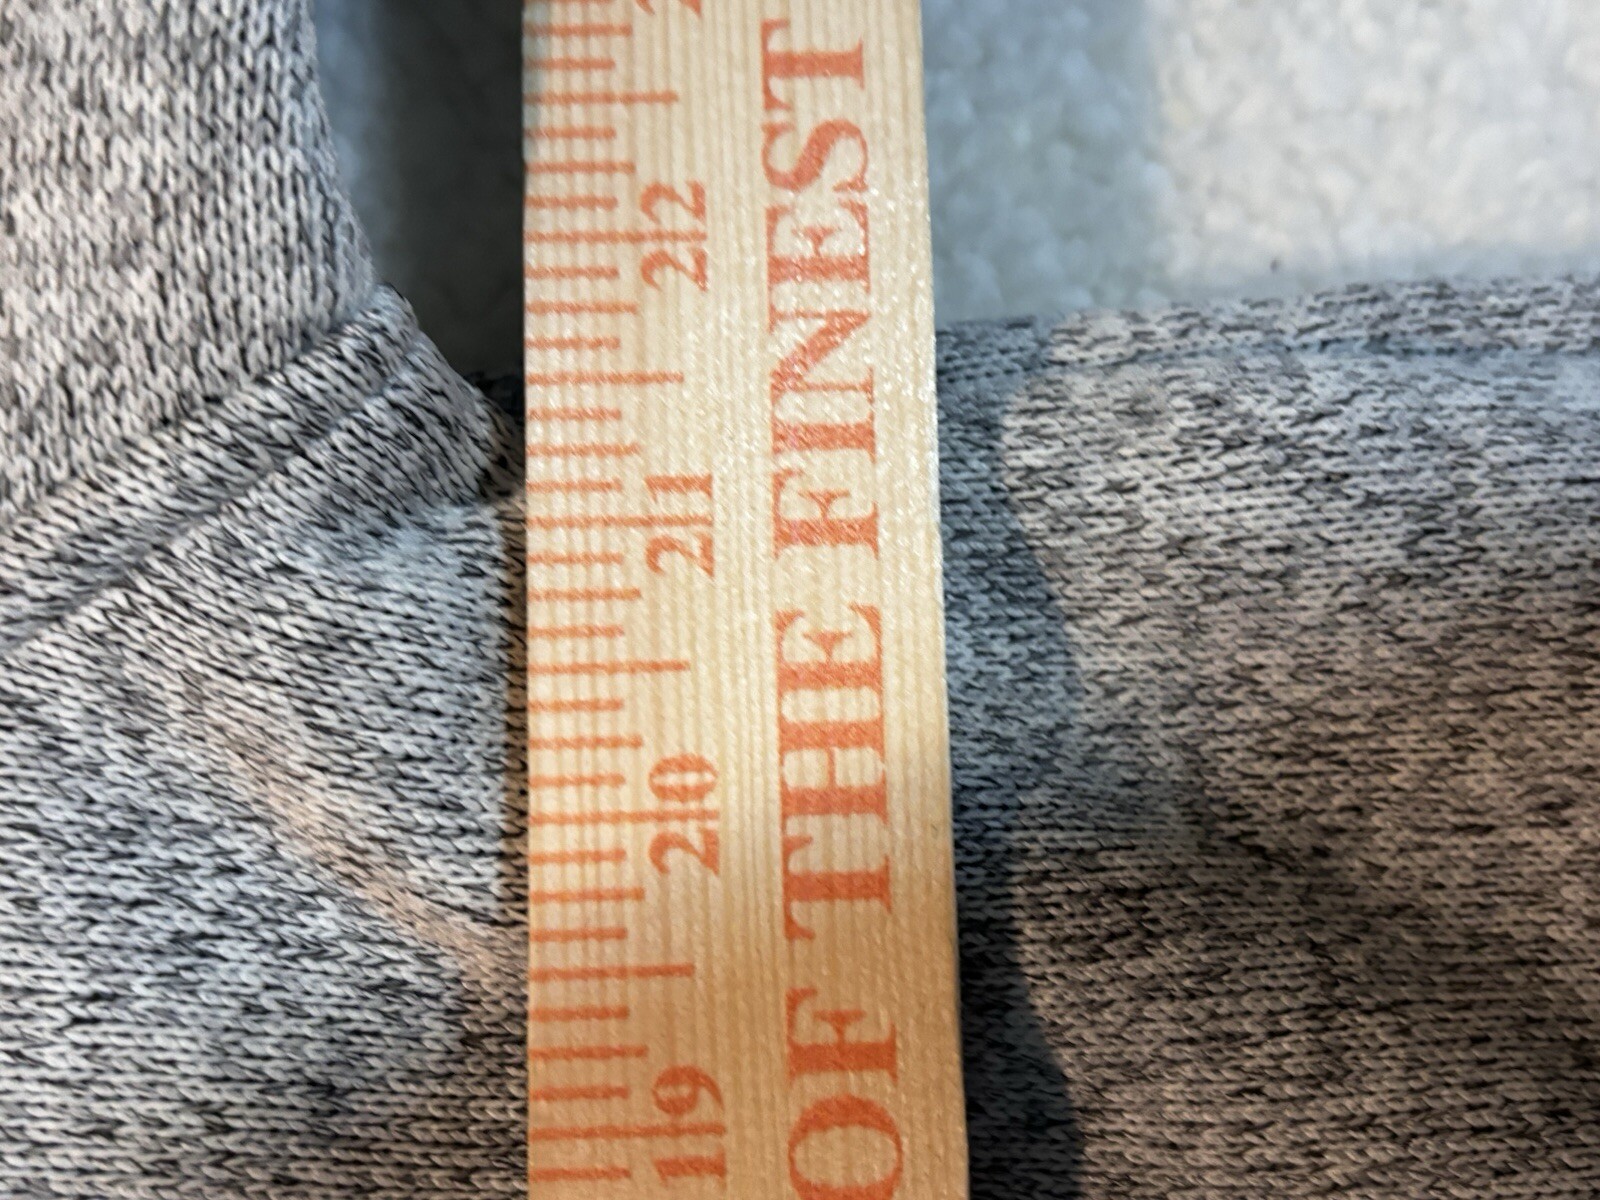 OF THE FINEST
19 20 21 22